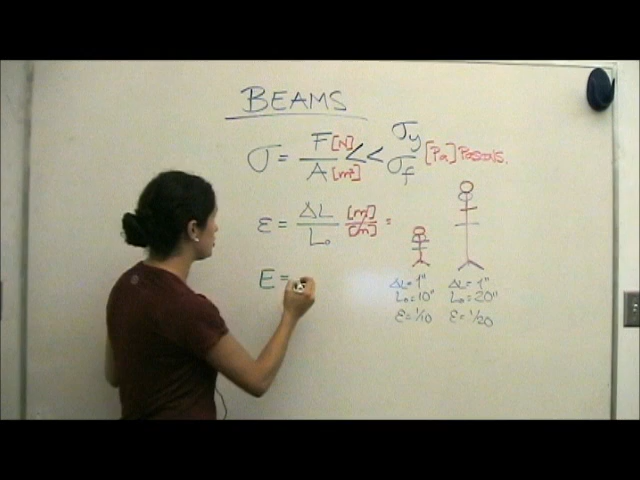 BEAMS
σ = F[N] / A[m²] << σy / σf [Pa] Pascals.
ε = ΔL / L₀ [m] / [m] =
E =
ΔL = 1" ΔL = 1"
L₀ = 10" L₀ = 20"
ε = 1/10 ε = 1/20